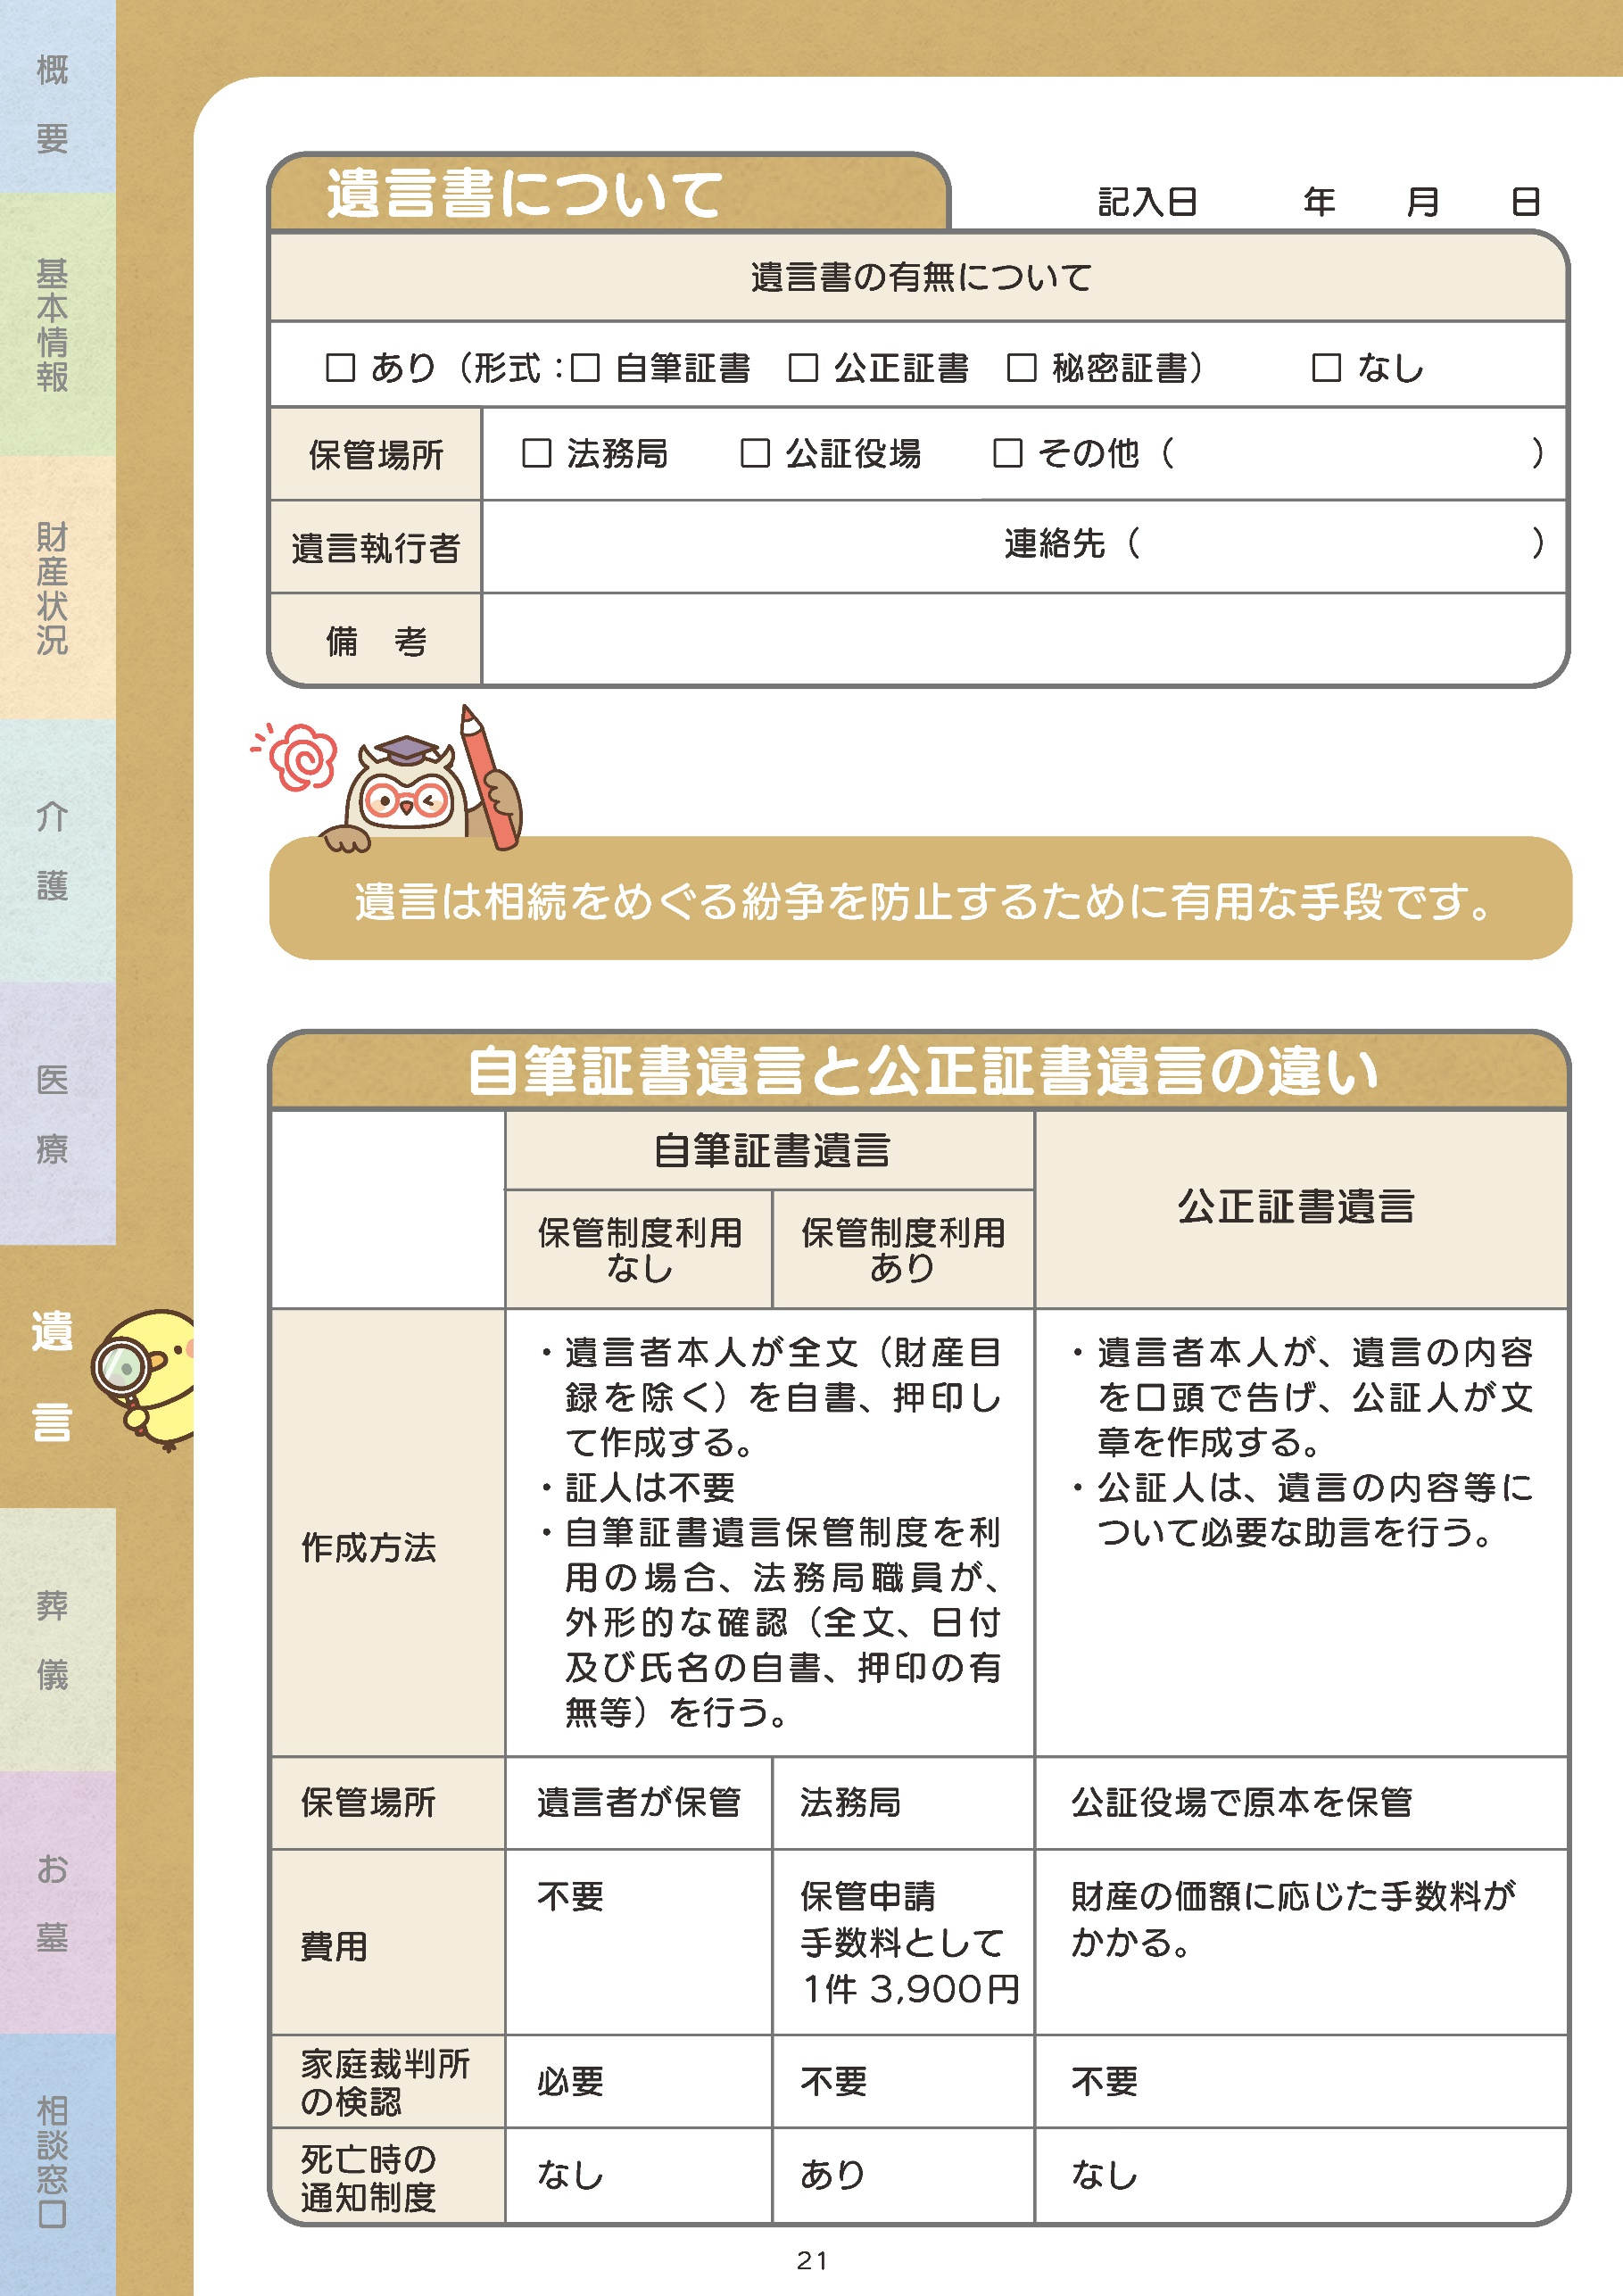 概要
基本情報
財産状況
介護
医療
遺言
葬儀
お墓
相談窓口
遺言書について
記入日 年 月 日
遺言書の有無について
□ あり（形式：□ 自筆証書 □ 公正証書 □ 秘密証書） □ なし
保管場所 □ 法務局 □ 公証役場 □ その他（ ）
遺言執行者 連絡先（ ）
備 考
遺言は相続をめぐる紛争を防止するために有用な手段です。
自筆証書遺言と公正証書遺言の違い
自筆証書遺言
公正証書遺言
保管制度利用
なし
保管制度利用
あり
作成方法
・遺言者本人が全文（財産目
録を除く）を自書、押印し
て作成する。
・証人は不要
・自筆証書遺言保管制度を利
用の場合、法務局職員が、
外形的な確認（全文、日付
及び氏名の自書、押印の有
無等）を行う。
・遺言者本人が、遺言の内容
を口頭で告げ、公証人が文
章を作成する。
・公証人は、遺言の内容等に
ついて必要な助言を行う。
保管場所 遺言者が保管 法務局 公証役場で原本を保管
費用
不要
保管申請
手数料として
1件 3,900円
財産の価額に応じた手数料が
かかる。
家庭裁判所
の検認
必要 不要 不要
死亡時の
通知制度
なし あり なし
21